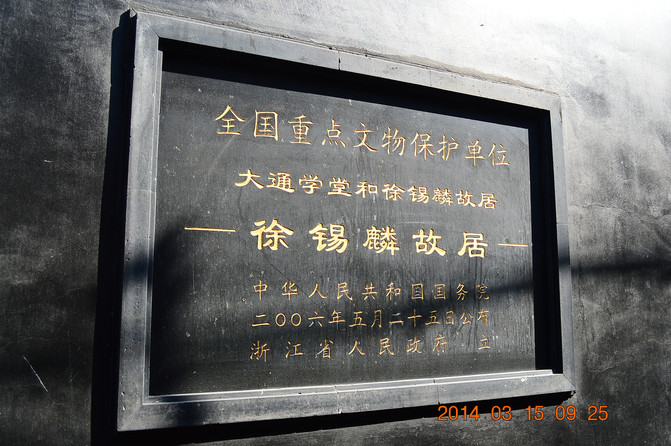 全国重点文物保护单位
大通学堂和徐锡麟故居
—徐锡麟故居—
中华人民共和国国务院
二〇〇六年五月二十五日公布
浙江省人民政府 立
2014 03 15 09 25